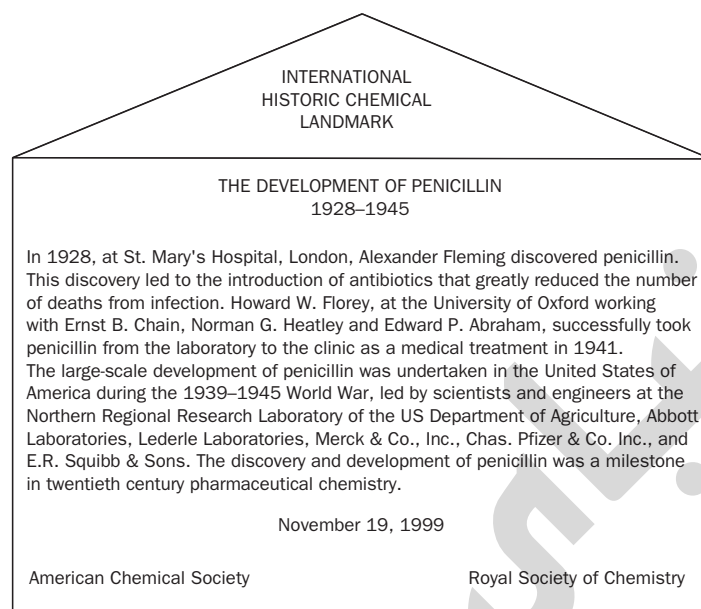 INTERNATIONAL
HISTORIC CHEMICAL
LANDMARK
THE DEVELOPMENT OF PENICILLIN
1928–1945
In 1928, at St. Mary's Hospital, London, Alexander Fleming discovered penicillin.
This discovery led to the introduction of antibiotics that greatly reduced the number
of deaths from infection. Howard W. Florey, at the University of Oxford working
with Ernst B. Chain, Norman G. Heatley and Edward P. Abraham, successfully took
penicillin from the laboratory to the clinic as a medical treatment in 1941.
The large-scale development of penicillin was undertaken in the United States of
America during the 1939–1945 World War, led by scientists and engineers at the
Northern Regional Research Laboratory of the US Department of Agriculture, Abbott
Laboratories, Lederle Laboratories, Merck & Co., Inc., Chas. Pfizer & Co. Inc., and
E.R. Squibb & Sons. The discovery and development of penicillin was a milestone
in twentieth century pharmaceutical chemistry.
November 19, 1999
American Chemical Society Royal Society of Chemistry